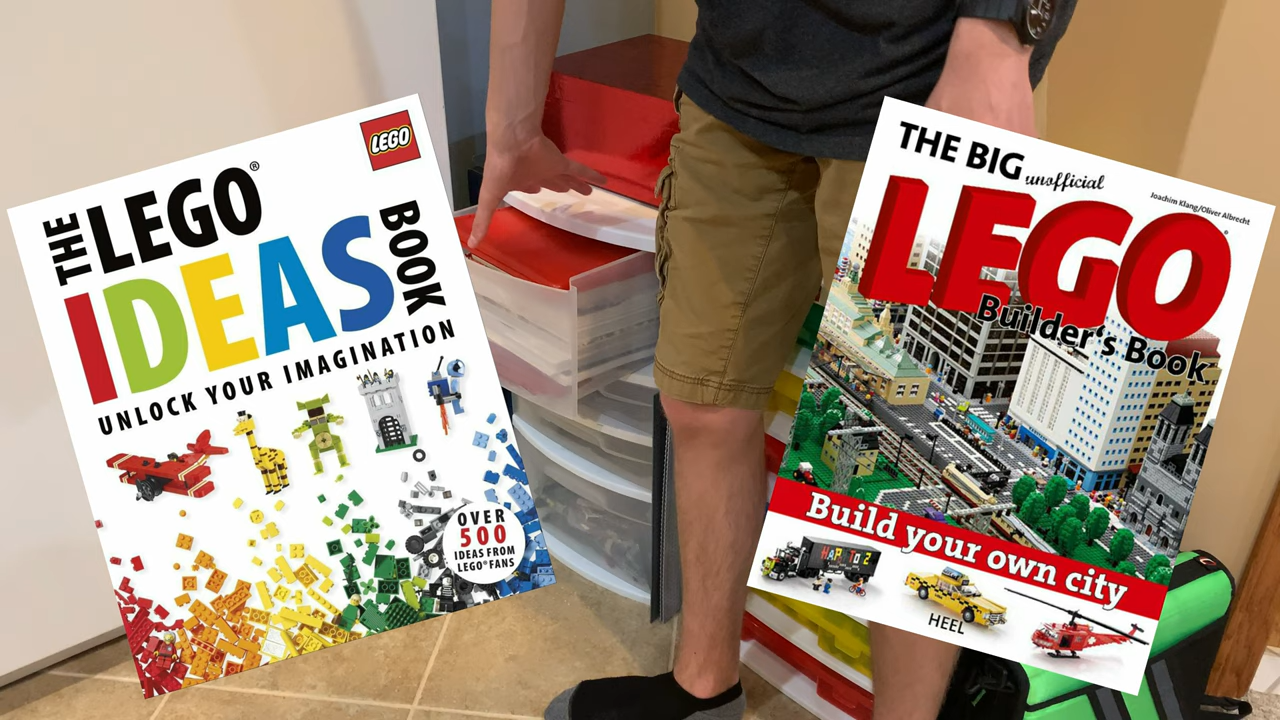 LEGO
THE LEGO®
IDEAS
BOOK
UNLOCK YOUR IMAGINATION
OVER
500
IDEAS FROM
LEGO® FANS
THE BIG unofficial
Joachim Klang/Oliver Albrecht
LEGO®
Builder's Book
Build your own city
HEEL